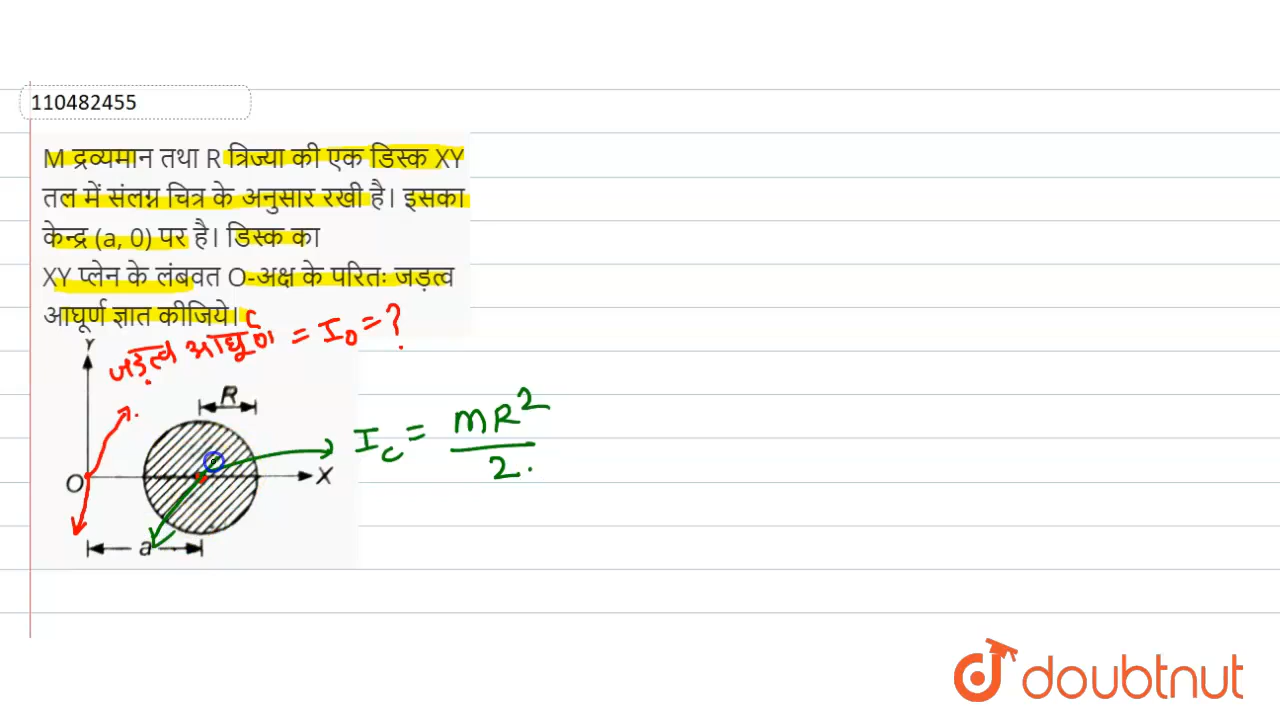 110482455
M द्रव्यमान तथा R त्रिज्या की एक डिस्क XY
तल में संलग्न चित्र के अनुसार रखी है। इसका
केन्द्र (a, 0) पर है। डिस्क का
XY प्लेन के लंबवत O-अक्ष के परितः जड़त्व
आघूर्ण ज्ञात कीजिये।
जड़त्व आघूर्ण = I₀ = ?
Y
R
I_C = mR²/2.
O
X
a
doubtnut